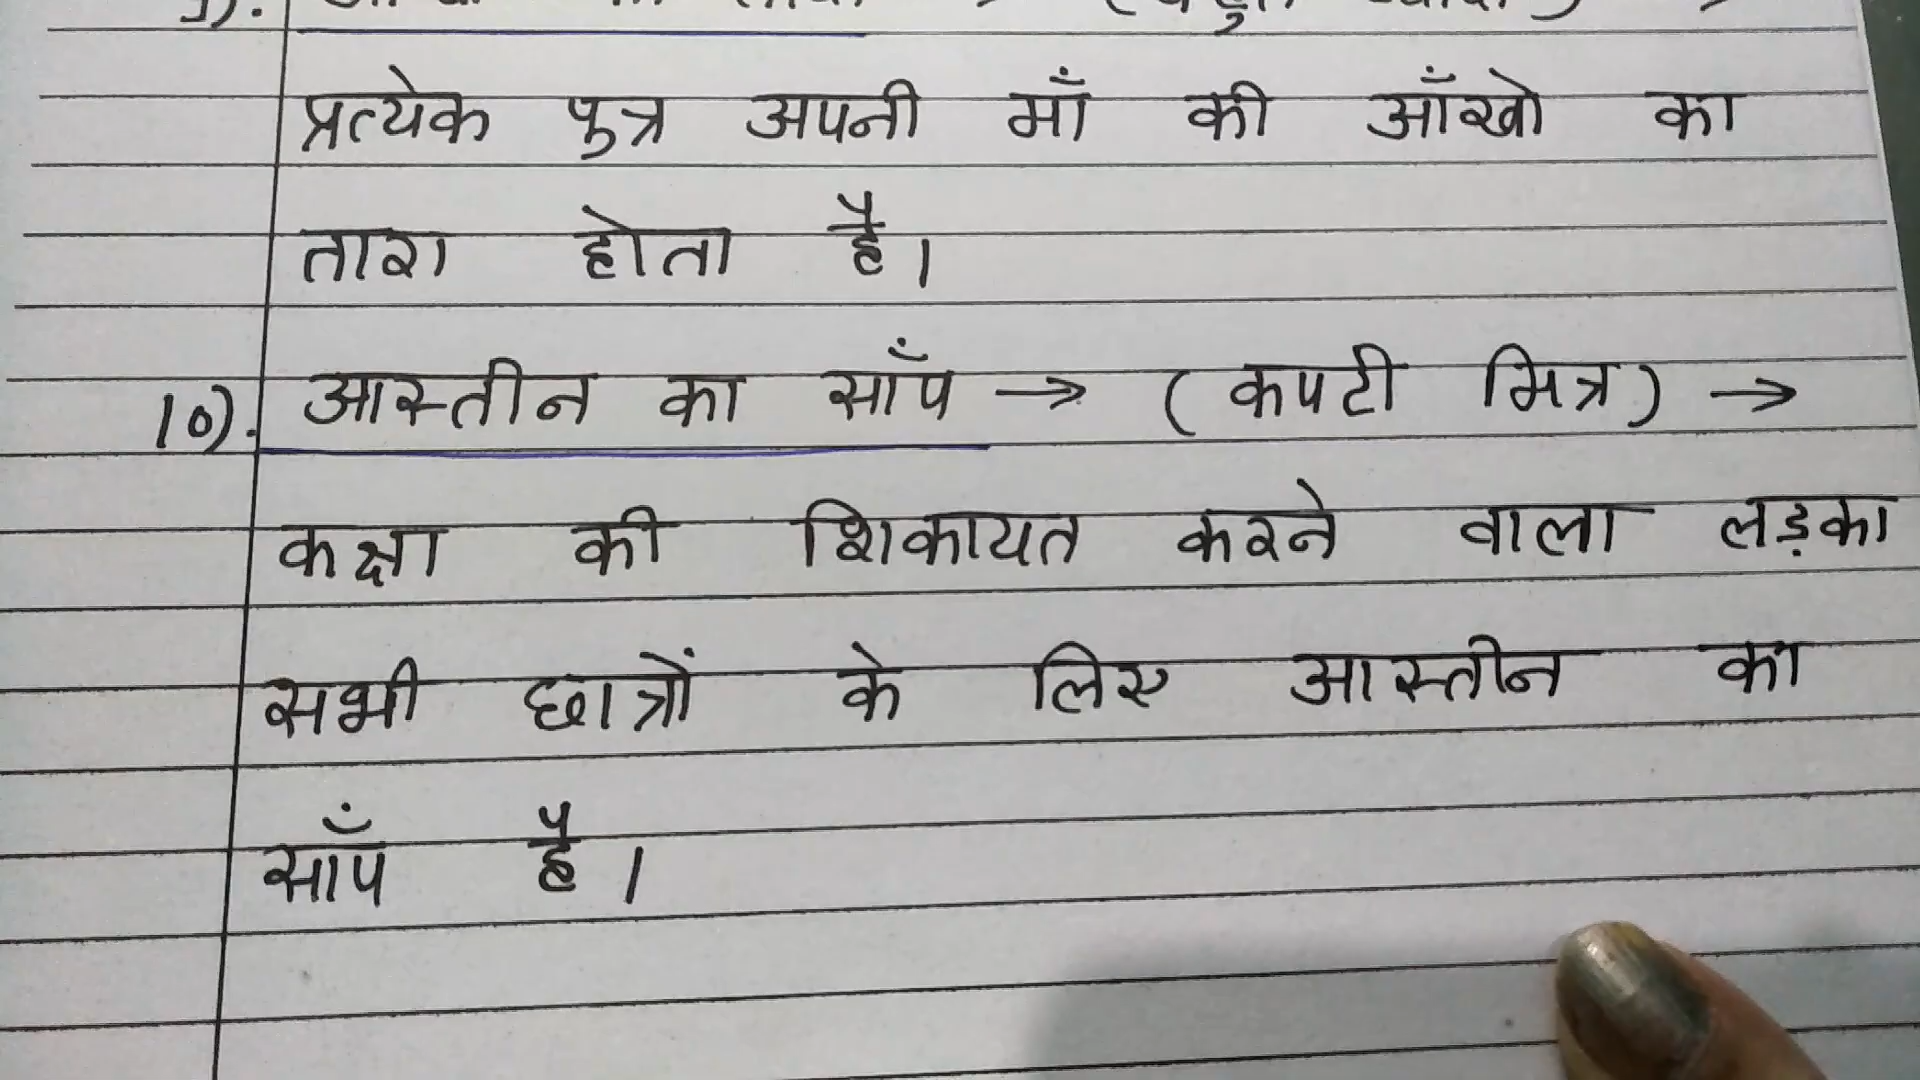 प्रत्येक पुत्र अपनी माँ की आँखो का
तारा होता है।
10). आस्तीन का साँप → (कपटी मित्र) →
कक्षा की शिकायत करने वाला लड़का
सभी छात्रों के लिए आस्तीन का
साँप है।